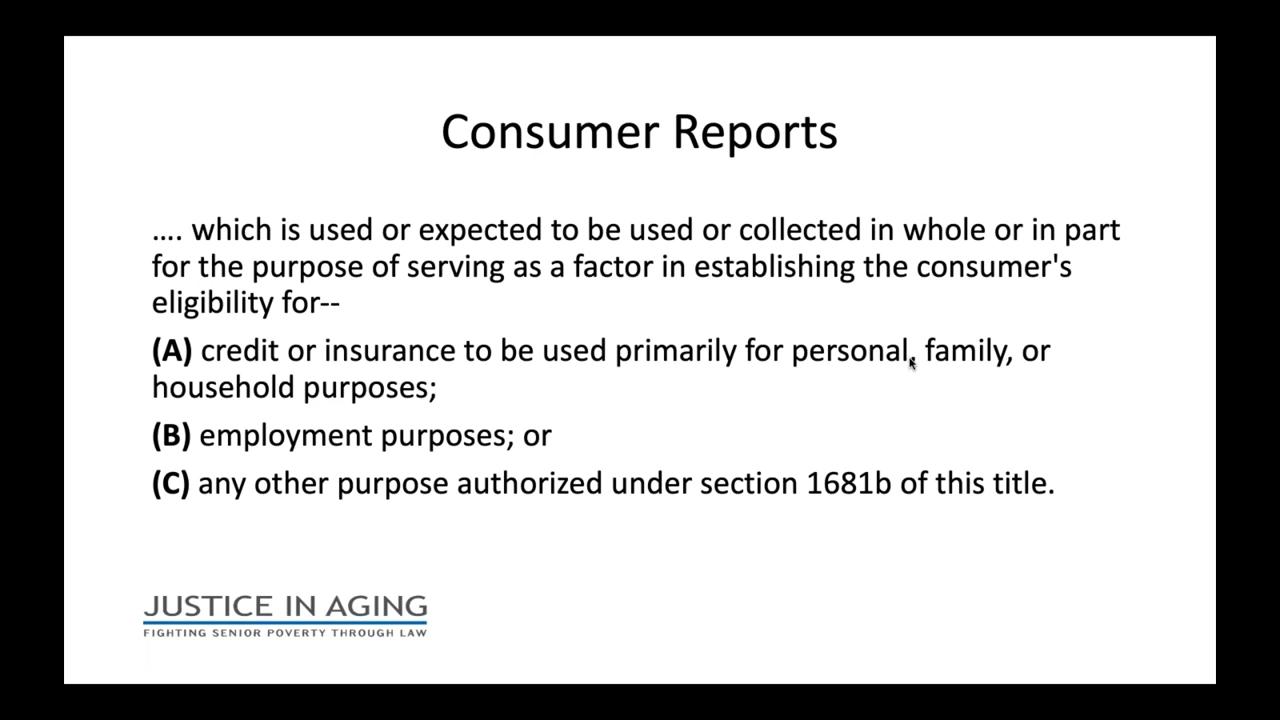 Consumer Reports
.... which is used or expected to be used or collected in whole or in part
for the purpose of serving as a factor in establishing the consumer's
eligibility for--
(A) credit or insurance to be used primarily for personal, family, or
household purposes;
(B) employment purposes; or
(C) any other purpose authorized under section 1681b of this title.
JUSTICE IN AGING
FIGHTING SENIOR POVERTY THROUGH LAW